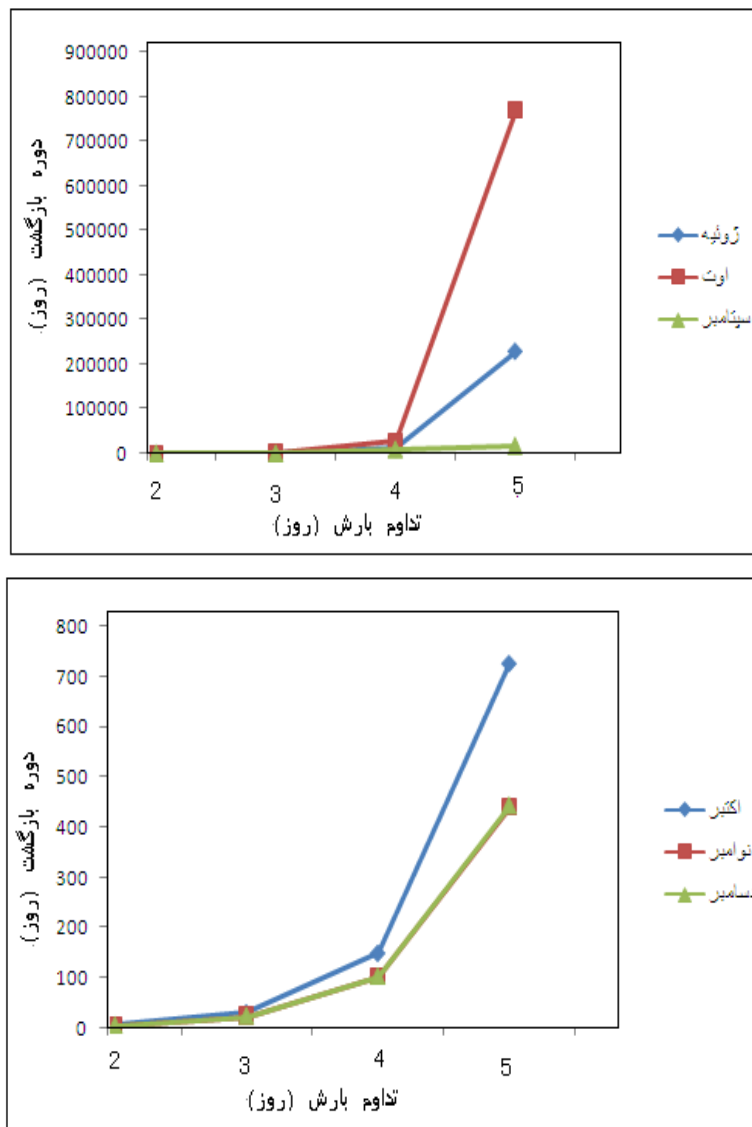 900000
800000
700000
600000
500000
400000
300000
200000
100000
0
دوره بازگشت (روز).
2 3 4 5
تداوم بارش (روز).
ژوئیه
اوت
سپتامبر
800
700
600
500
400
300
200
100
0
دوره بازگشت (روز).
2 3 4 5
تداوم بارش (روز).
اکتبر
نوامبر
دسامبر